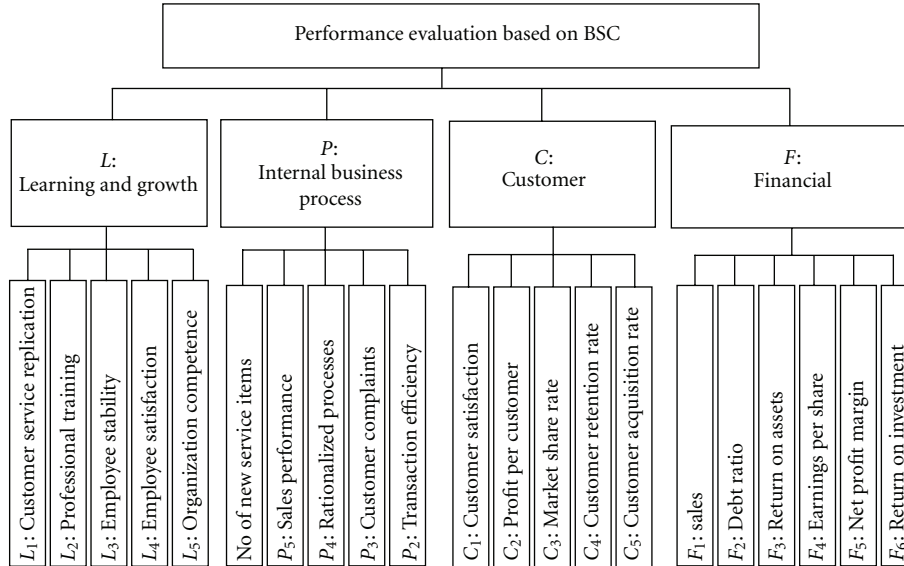 Performance evaluation based on BSC
L:
Learning and growth
P:
Internal business
process
C:
Customer
F:
Financial
L1: Customer service replication
L2: Professional training
L3: Employee stability
L4: Employee satisfaction
L5: Organization competence
No of new service items
P5: Sales performance
P4: Rationalized processes
P3: Customer complaints
P2: Transaction efficiency
C1: Customer satisfaction
C2: Profit per customer
C3: Market share rate
C4: Customer retention rate
C5: Customer acquisition rate
F1: sales
F2: Debt ratio
F3: Return on assets
F4: Earnings per share
F5: Net profit margin
F6: Return on investment